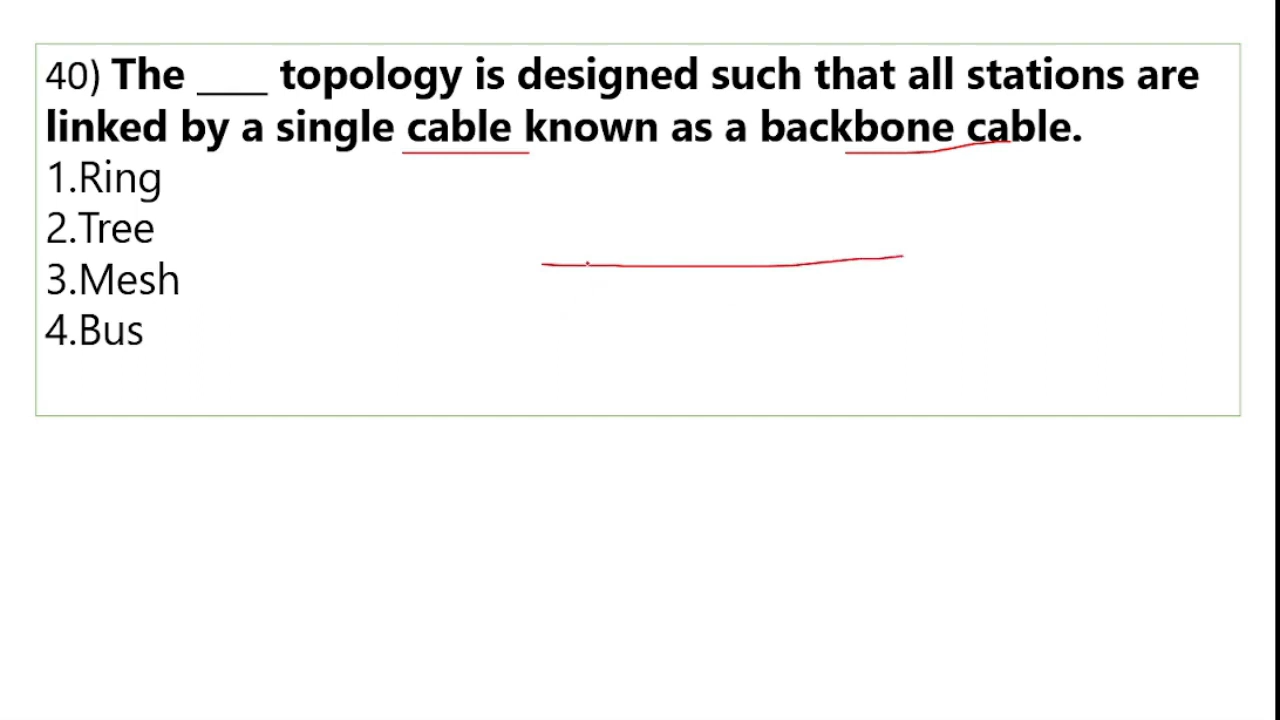 40) The ____ topology is designed such that all stations are
linked by a single cable known as a backbone cable.
1.Ring
2.Tree
3.Mesh
4.Bus